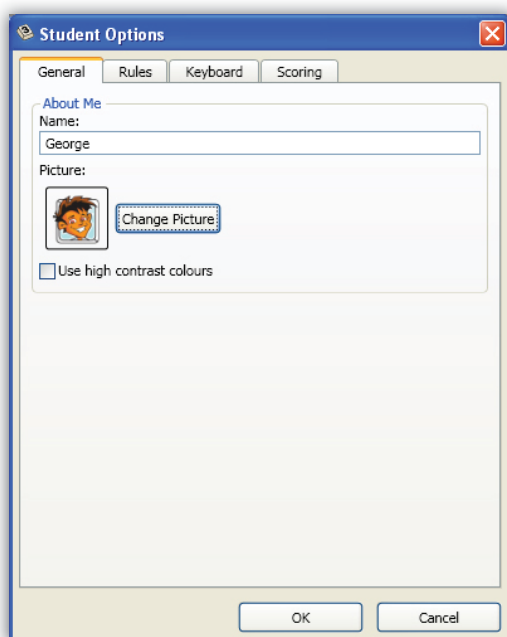 Student Options
General Rules Keyboard Scoring
About Me
Name:
George
Picture:
Change Picture
Use high contrast colours
OK Cancel